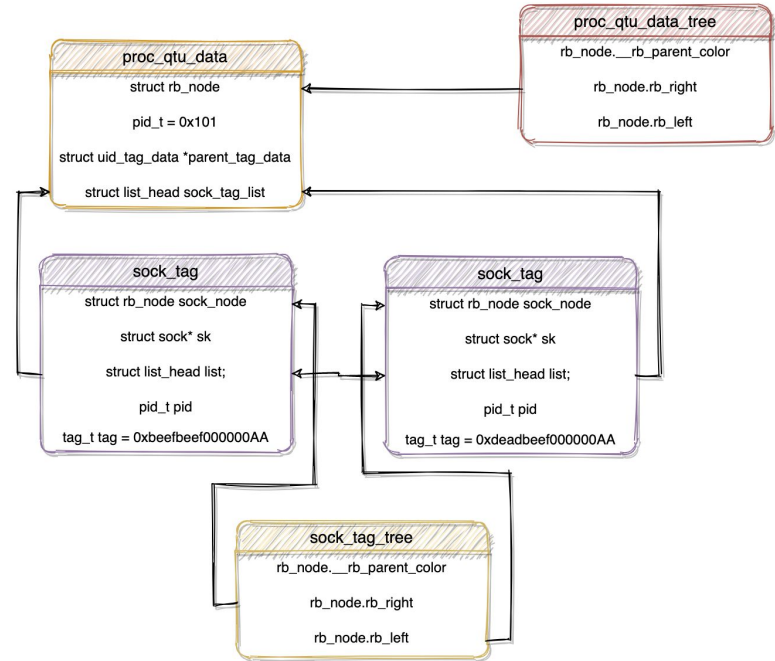 proc_qtu_data_tree
rb_node.__rb_parent_color
rb_node.rb_right
rb_node.rb_left
proc_qtu_data
struct rb_node
pid_t = 0x101
struct uid_tag_data *parent_tag_data
struct list_head sock_tag_list
sock_tag
struct rb_node sock_node
struct sock* sk
struct list_head list;
pid_t pid
tag_t tag = 0xbeefbeef000000AA
sock_tag
struct rb_node sock_node
struct sock* sk
struct list_head list;
pid_t pid
tag_t tag = 0xdeadbeef000000AA
sock_tag_tree
rb_node.__rb_parent_color
rb_node.rb_right
rb_node.rb_left